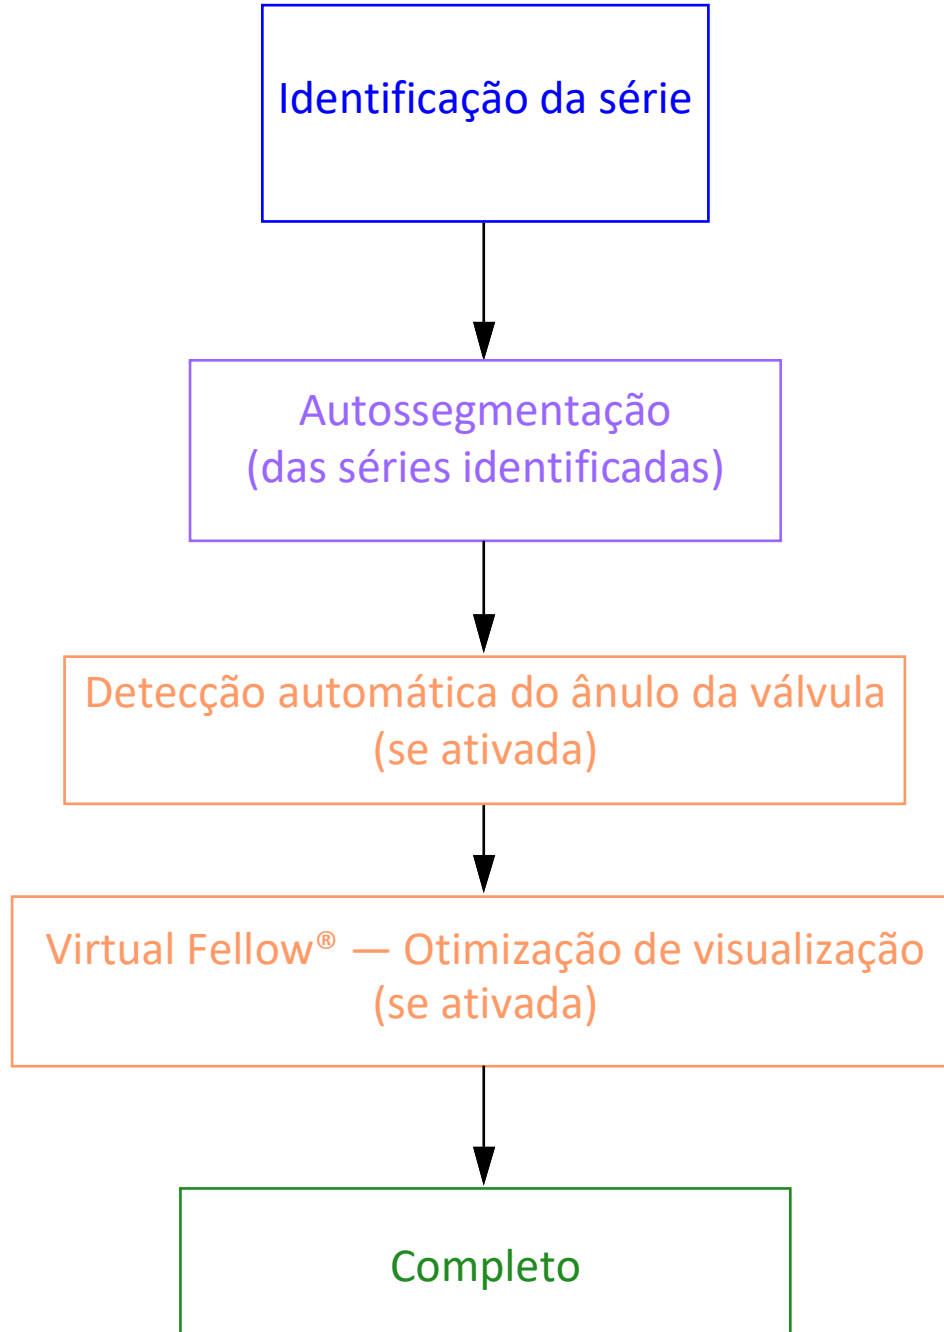 Identificação da série
Autossegmentação
(das séries identificadas)
Detecção automática do ânulo da válvula
(se ativada)
Virtual Fellow® — Otimização de visualização
(se ativada)
Completo